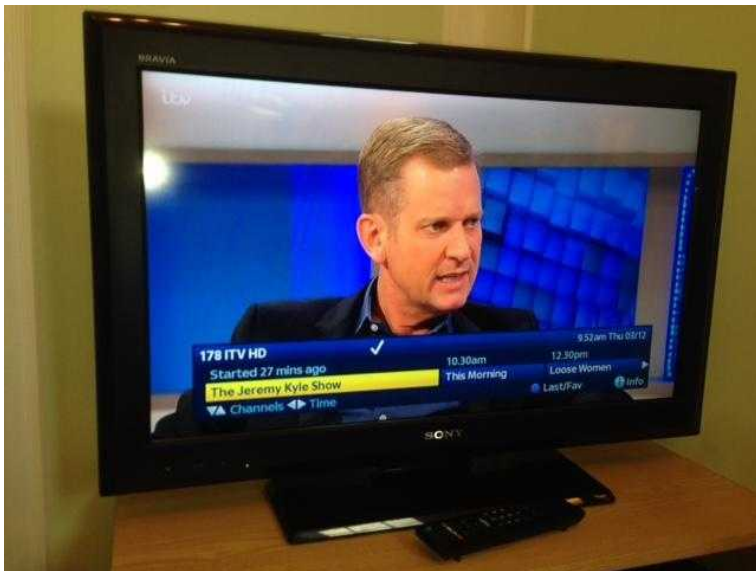 BRAVIA
itv
178 ITV HD ✓ 9.52am Thu 03/12
Started 27 mins ago 10.30am 12.30pm
The Jeremy Kyle Show This Morning Loose Women
Channels Time Last/Fav i Info
SONY